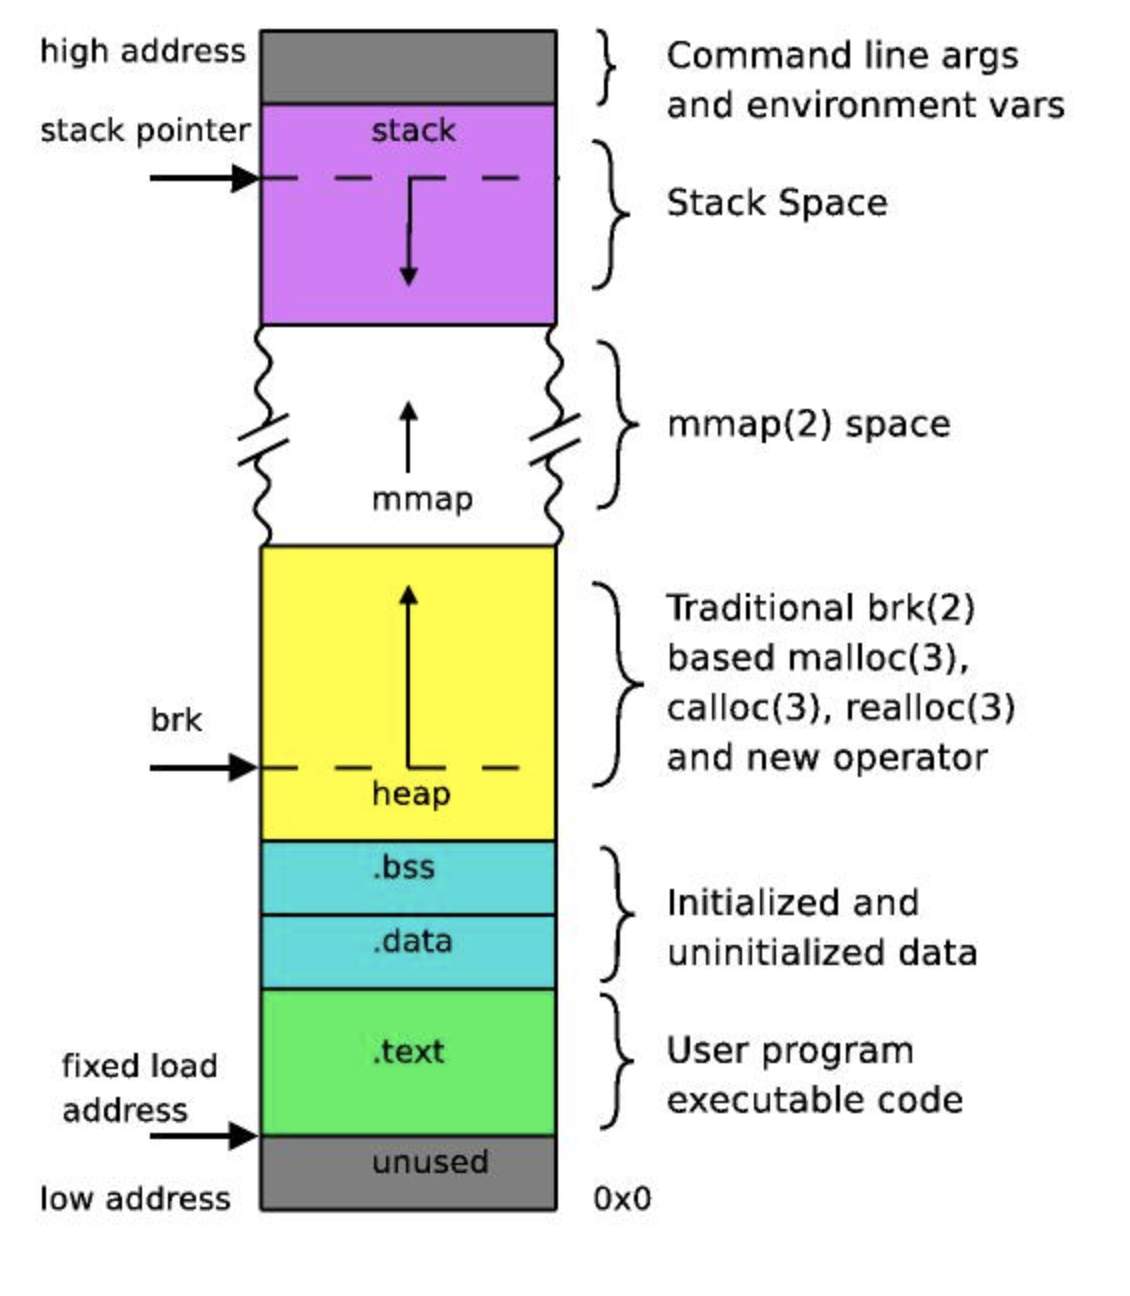 high address
Command line args
and environment vars
stack pointer
stack
Stack Space
mmap(2) space
mmap
Traditional brk(2)
based malloc(3),
calloc(3), realloc(3)
and new operator
brk
heap
.bss
Initialized and
uninitialized data
.data
.text
User program
executable code
fixed load
address
unused
low address
0x0